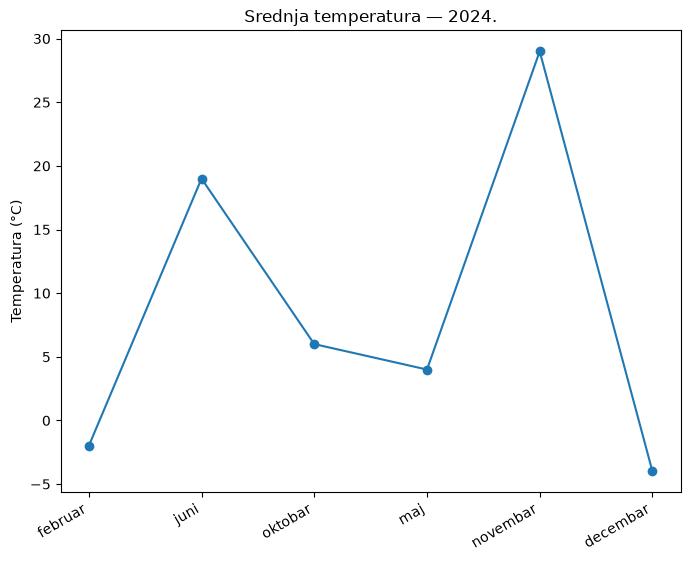 Srednja temperatura — 2024.
Temperatura (°C)
30
25
20
15
10
5
0
−5
februar
juni
oktobar
maj
novembar
decembar